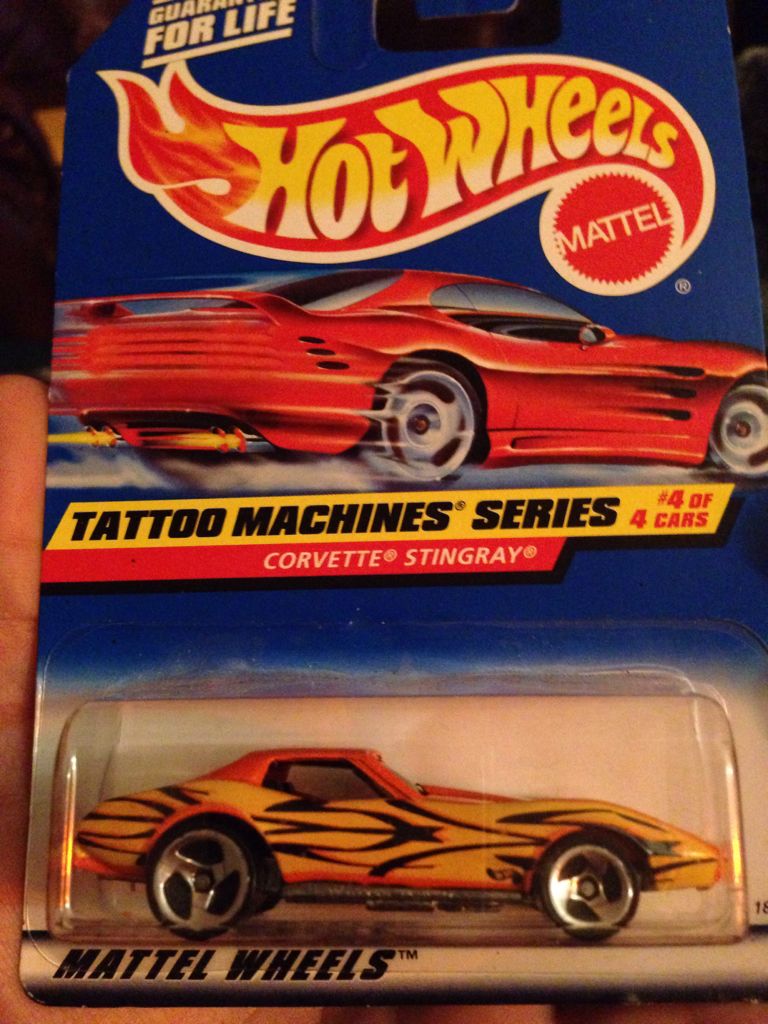 FOR LIFE
HOT WHEELS
MATTEL
®
TATTOO MACHINES® SERIES #4 OF 4 CARS
CORVETTE® STINGRAY®
MATTEL WHEELS™